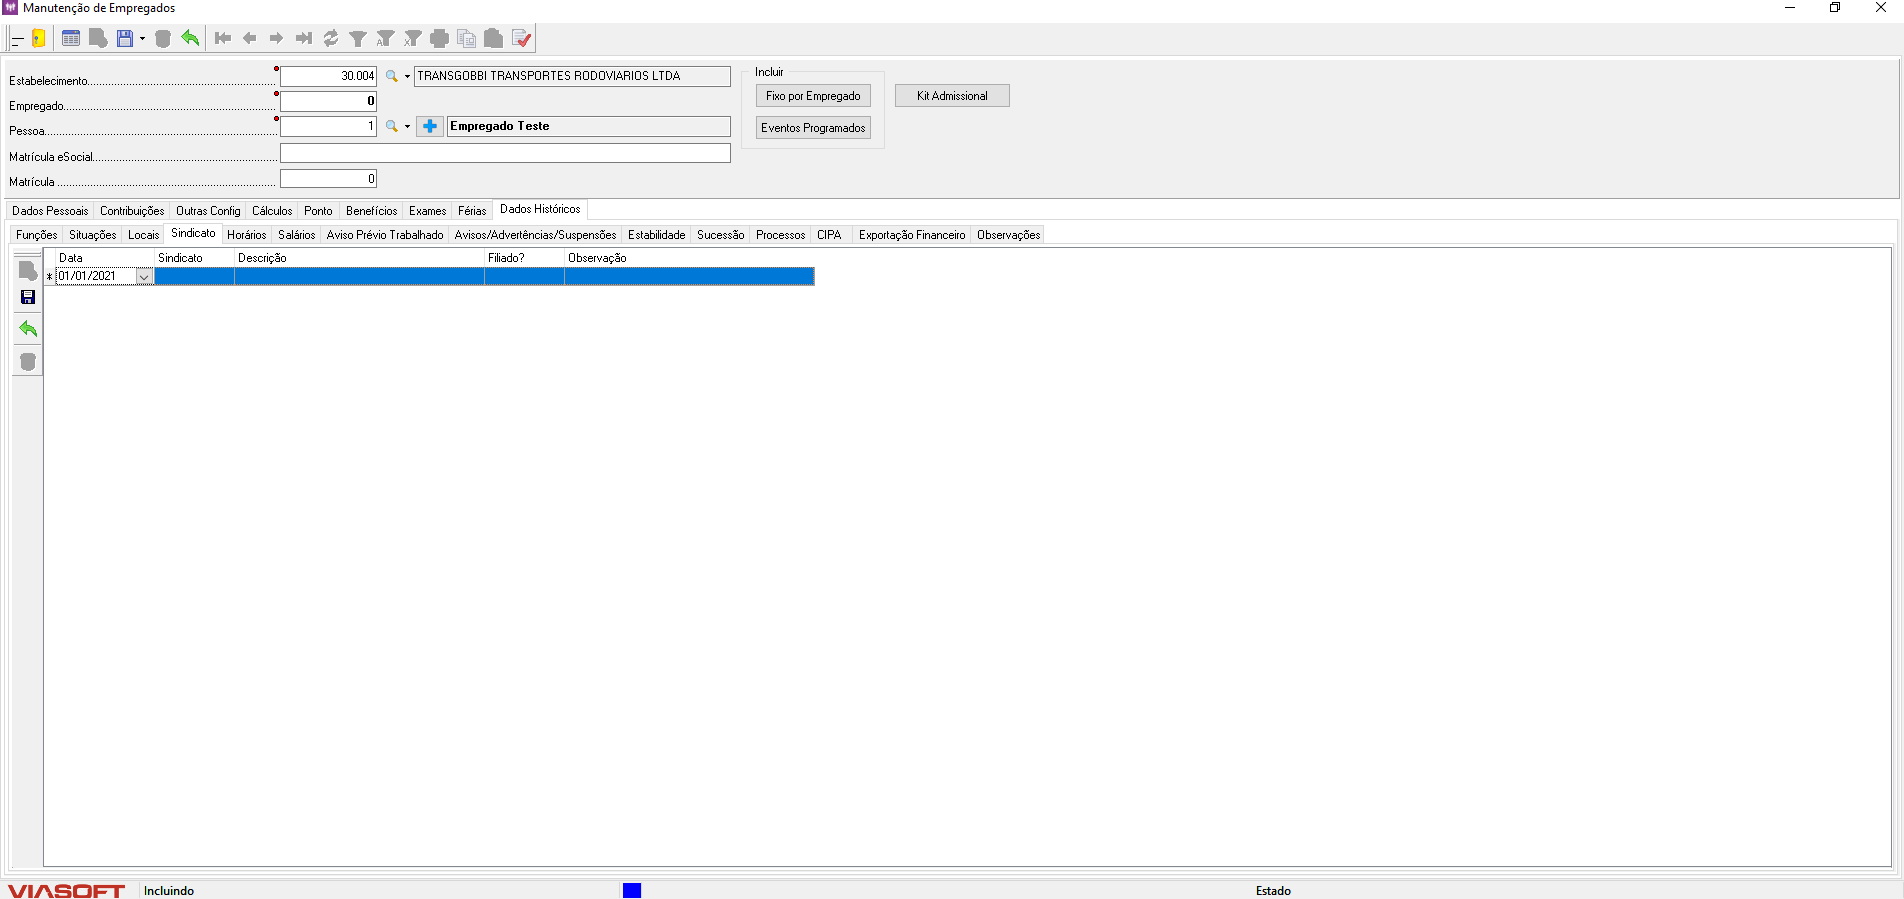 Manutenção de Empregados
Estabelecimento 30.004 TRANSGOBBI TRANSPORTES RODOVIARIOS LTDA
Empregado 0
Pessoa 1 Empregado Teste
Matrícula eSocial
Matrícula 0
Incluir
Fixo por Empregado
Eventos Programados
Kit Admissional
Dados Pessoais Contribuições Outras Config Cálculos Ponto Benefícios Exames Férias Dados Históricos
Funções Situações Locais Sindicato Horários Salários Aviso Prévio Trabalhado Avisos/Advertências/Suspensões Estabilidade Sucessão Processos CIPA Exportação Financeiro Observações
Data Sindicato Descrição Filiado? Observação
* 01/01/2021
VIASOFT Incluindo Estado